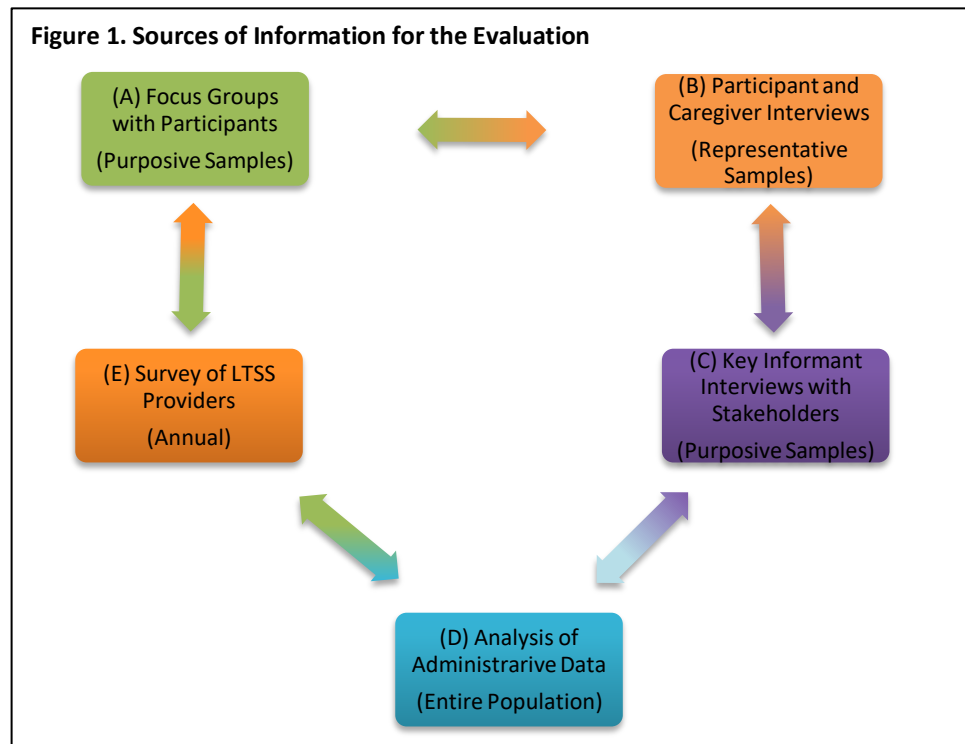 Figure 1. Sources of Information for the Evaluation
(A) Focus Groups
with Participants
(Purposive Samples)
(B) Participant and
Caregiver Interviews
(Representative
Samples)
(E) Survey of LTSS
Providers
(Annual)
(C) Key Informant
Interviews with
Stakeholders
(Purposive Samples)
(D) Analysis of
Administrarive Data
(Entire Population)